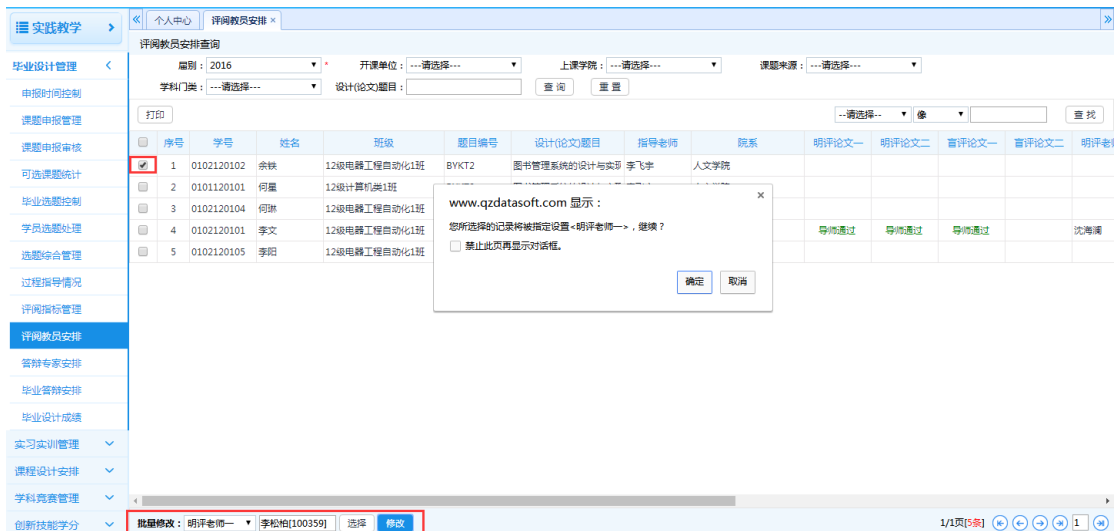 实践教学
个人中心 评阅教员安排 ×
评阅教员安排查询
毕业设计管理
届别： 2016 * 开课单位： ---请选择--- 上课学院： ---请选择--- 课题来源： ---请选择---
学科门类： ---请选择--- 设计(论文)题目： 查 询 重 置
申报时间控制
课题申报管理
课题申报审核
可选课题统计
毕业选题控制
学员选题处理
选题综合管理
过程指导情况
评阅指标管理
评阅教员安排
答辩专家安排
毕业答辩安排
毕业设计成绩
实习实训管理
课程设计安排
学科竞赛管理
创新技能学分
打印 --请选择-- 像 查 找
序号 学号 姓名 班级 题目编号 设计(论文)题目 指导老师 院系 明评论文一 明评论文二 盲评论文一 盲评论文二 明评老
1 0102120102 余轶 12级电器工程自动化1班 BYKT2 图书管理系统的设计与实现 李飞宇 人文学院
2 0101120101 何星 12级计算机类1班
3 0102120104 何琳 12级电器工程自动化1班
4 0102120101 李文 12级电器工程自动化1班 导师通过 导师通过 导师通过 沈海澜
5 0102120105 李阳 12级电器工程自动化1班
www.qzdatasoft.com 显示：
您所选择的记录将被指定设置<明评老师一>，继续？
禁止此页再显示对话框。
确定 取消
批量修改： 明评老师一 李松柏[100359] 选择 修改
1/1页[5条] 1